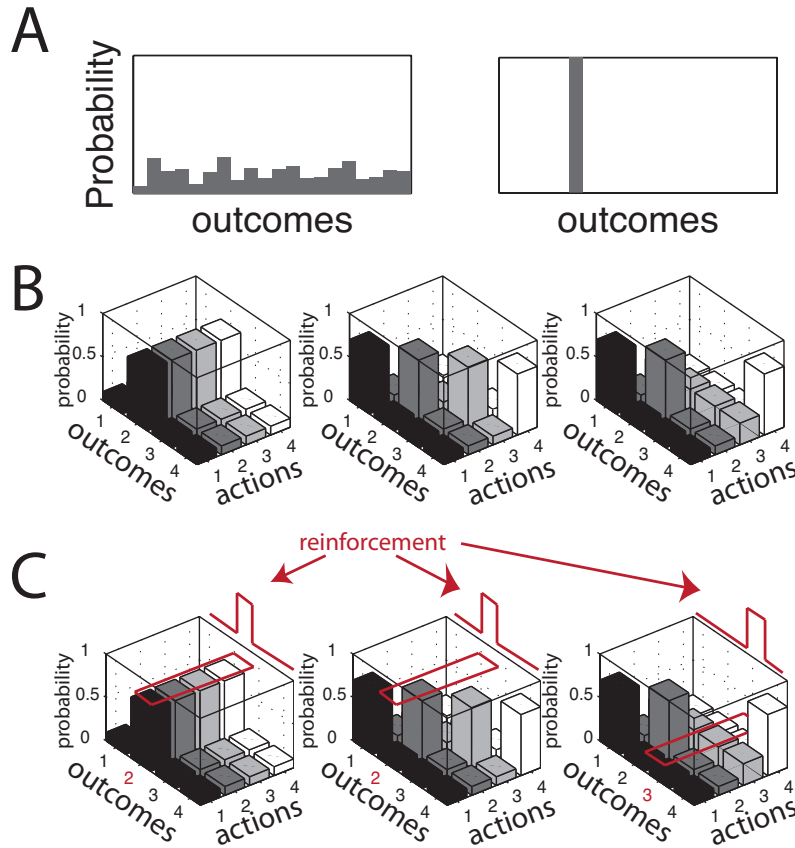 A
Probability
outcomes
outcomes
B
probability
1
0.5
0
1
2
3
4
outcomes
1
2
3
4
actions
probability
1
0.5
0
1
2
3
4
outcomes
1
2
3
4
actions
probability
1
0.5
0
1
2
3
4
outcomes
1
2
3
4
actions
reinforcement
C
probability
1
0.5
0
1
2
3
4
outcomes
1
2
3
4
actions
probability
1
0.5
0
1
2
3
4
outcomes
1
2
3
4
actions
probability
1
0.5
0
1
2
3
4
outcomes
1
2
3
4
actions